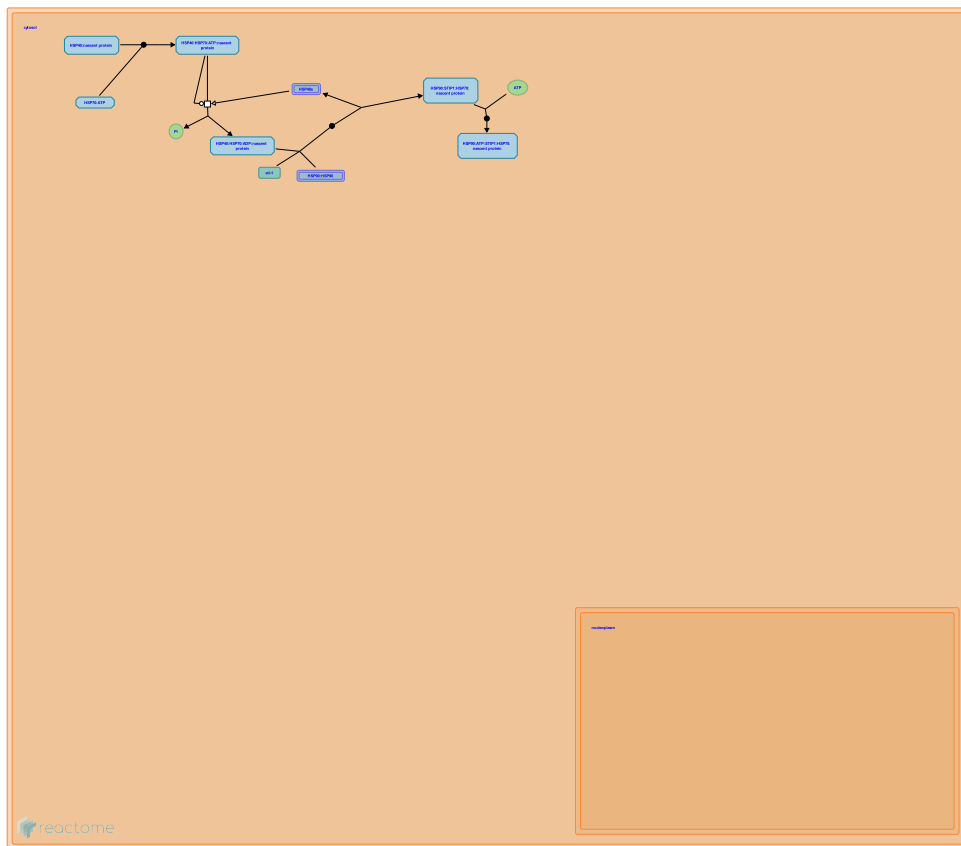 cytosol
HSP40:nascent protein
HSP40:HSP70:ATP:nascent
protein
HSP70:ATP
HSP40s
HSP90:STIP1:HSP70:
nascent protein
ATP
Pi
HSP40:HSP70:ADP:nascent
protein
HSP90:ATP:STIP1:HSP70:
nascent protein
HSP90:HSP90
nucleoplasm
reactome